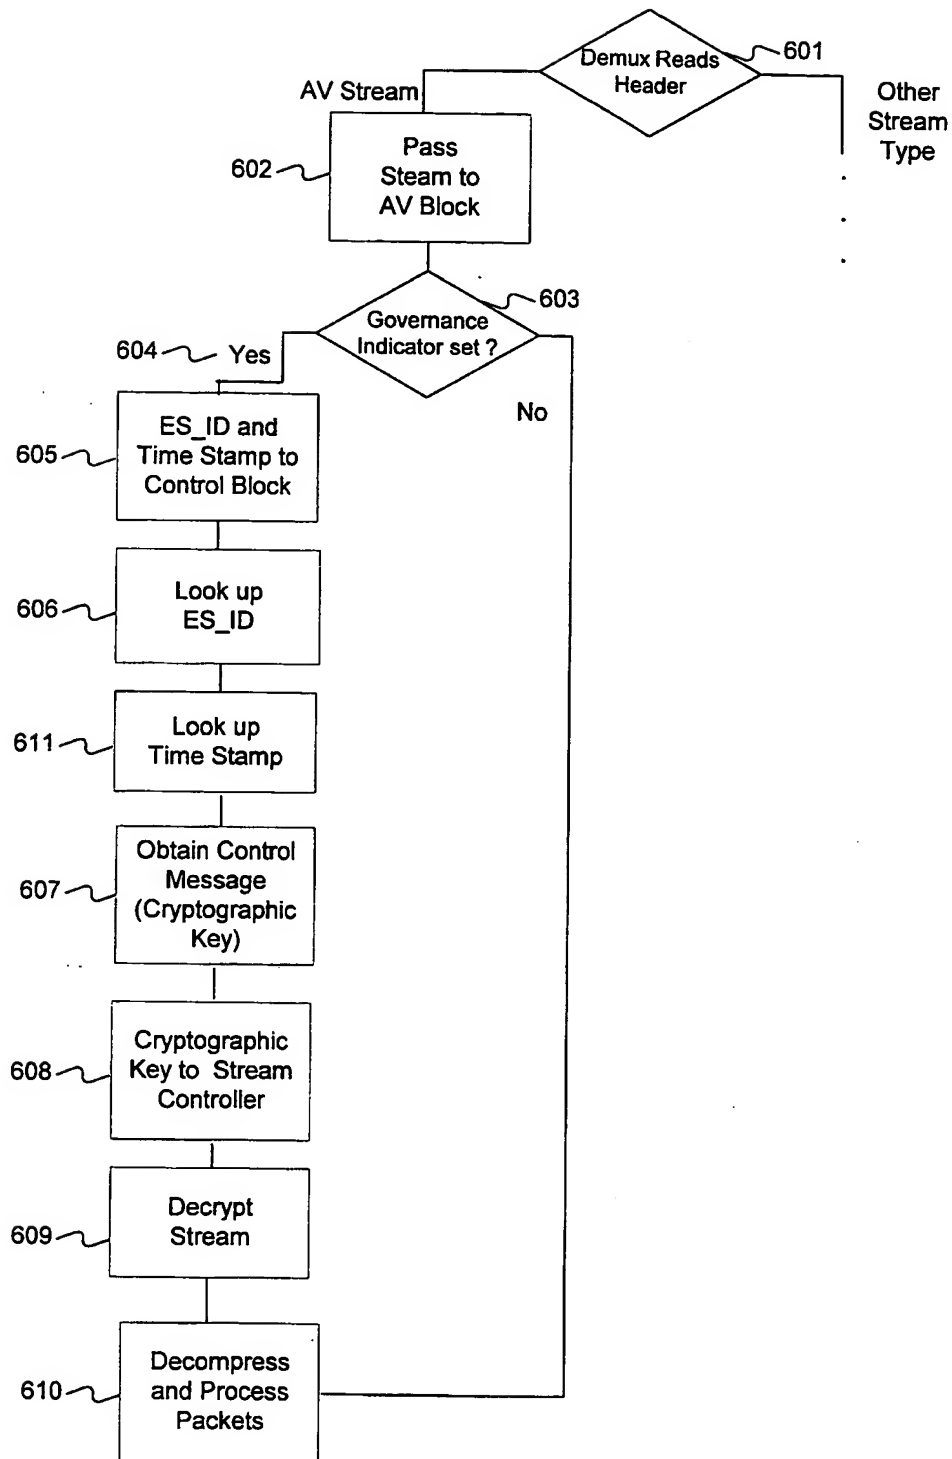 Demux Reads
Header
601
AV Stream
Other
Stream
Type
602
Pass
Steam to
AV Block
603
Governance
Indicator set ?
604
Yes
No
605
ES_ID and
Time Stamp to
Control Block
606
Look up
ES_ID
611
Look up
Time Stamp
607
Obtain Control
Message
(Cryptographic
Key)
608
Cryptographic
Key to Stream
Controller
609
Decrypt
Stream
610
Decompress
and Process
Packets